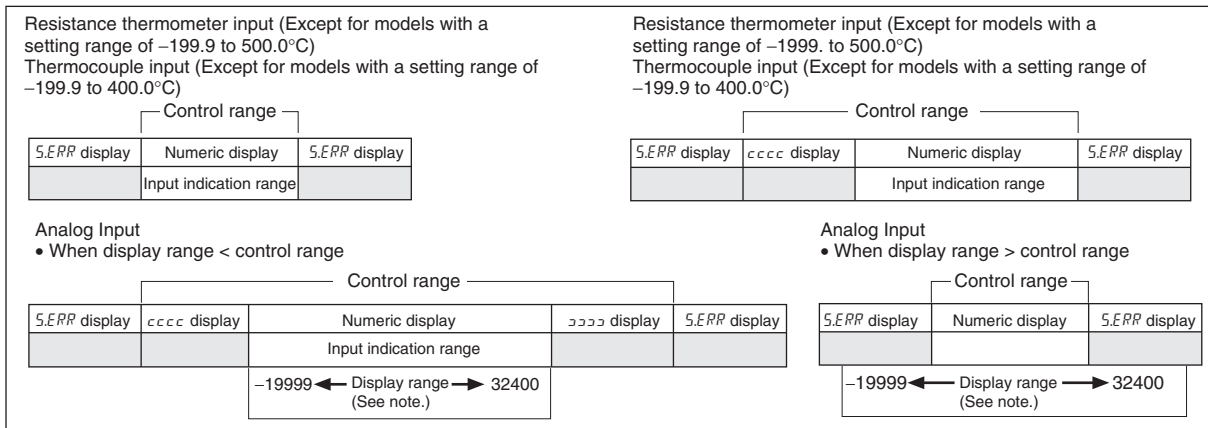 Resistance thermometer input (Except for models with a
setting range of −199.9 to 500.0°C)
Thermocouple input (Except for models with a setting range of
−199.9 to 400.0°C)
Control range
S.ERR display
Numeric display
S.ERR display
Input indication range
Resistance thermometer input (Except for models with a
setting range of −1999. to 500.0°C)
Thermocouple input (Except for models with a setting range of
−199.9 to 400.0°C)
Control range
S.ERR display
cccc display
Numeric display
S.ERR display
Input indication range
Analog Input
• When display range < control range
Control range
S.ERR display
cccc display
Numeric display
ɔɔɔɔ display
S.ERR display
Input indication range
−19999 ◄— Display range —► 32400
(See note.)
Analog Input
• When display range > control range
Control range
S.ERR display
Numeric display
S.ERR display
−19999 ◄— Display range —► 32400
(See note.)